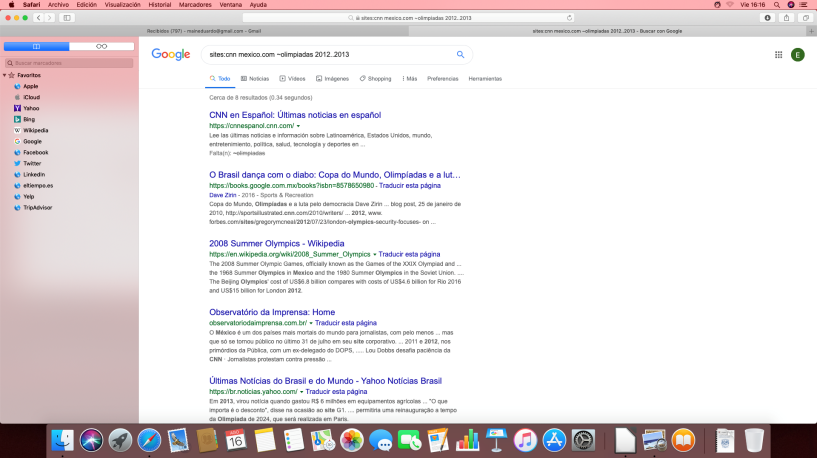 Safari Archivo Edición Visualización Historial Marcadores Ventana Ayuda Vie 16:16
sites:cnn mexico.com ~olimpiadas 2012..2013
Recibidos (797) - maineduardo@gmail.com - Gmail
sites:cnn mexico.com ~olimpiadas 2012..2013 - Buscar con Google
Buscar marcadores
Favoritos
Apple
iCloud
Yahoo
Bing
Wikipedia
Google
Facebook
Twitter
LinkedIn
eltiempo.es
Yelp
TripAdvisor
Google
sites:cnn mexico.com ~olimpiadas 2012..2013
E
Todo Noticias Vídeos Imágenes Shopping Más Preferencias Herramientas
Cerca de 8 resultados (0.34 segundos)
CNN en Español: Últimas noticias en español
https://cnnespanol.cnn.com/
Lee las últimas noticias e información sobre Latinoamérica, Estados Unidos, mundo,
entretenimiento, política, salud, tecnología y deportes en ...
Falta(n): ~olimpiadas
O Brasil dança com o diabo: Copa do Mundo, Olimpíadas e a lut…
https://books.google.com.mx/books?isbn=8578650980 - Traducir esta página
Dave Zirin - 2016 - Sports & Recreation
Copa do Mundo, Olimpíadas e a luta pelo democracia Dave Zirin ... blog post, 25 de janeiro de
2010, http://sportsillustrated.cnn.com/2010/writers/ ... 2012, www.
forbes.com/sites/gregorymcneal/2012/07/23/london-olympics-security-focuses- on ...
2008 Summer Olympics - Wikipedia
https://en.wikipedia.org/wiki/2008_Summer_Olympics Traducir esta página
The 2008 Summer Olympic Games, officially known as the Games of the XXIX Olympiad and ...
the 1968 Summer Olympics in Mexico and the 1980 Summer Olympics in the Soviet Union. ....
The Beijing Olympics' cost of US$6.8 billion compares with costs of US$4.6 billion for Rio 2016
and US$15 billion for London 2012.
Observatório da Imprensa: Home
observatoriodaimprensa.com.br/ Traducir esta página
O México é um dos países mais mortais do mundo para jornalistas, com pelo menos ... mas
que só se tornou público no último 31 de julho em seu site corporativo. ... 2011 e 2012, nos
primórdios da Pública, com um ex-delegado do DOPS, ..... Lou Dobbs desafia paciência da
CNN · Jornalistas protestam contra pressão ...
Últimas Notícias do Brasil e do Mundo - Yahoo Notícias Brasil
https://br.noticias.yahoo.com/ Traducir esta página
Em 2013, virou notícia quando gastou R$ 6 milhões em equipamentos agrícolas ... "O que
importa é o desconto", disse na ocasião ao site G1. .... permitiria uma reinauguração a tempo
da Olimpíada de 2024, que será realizada em Paris.
16